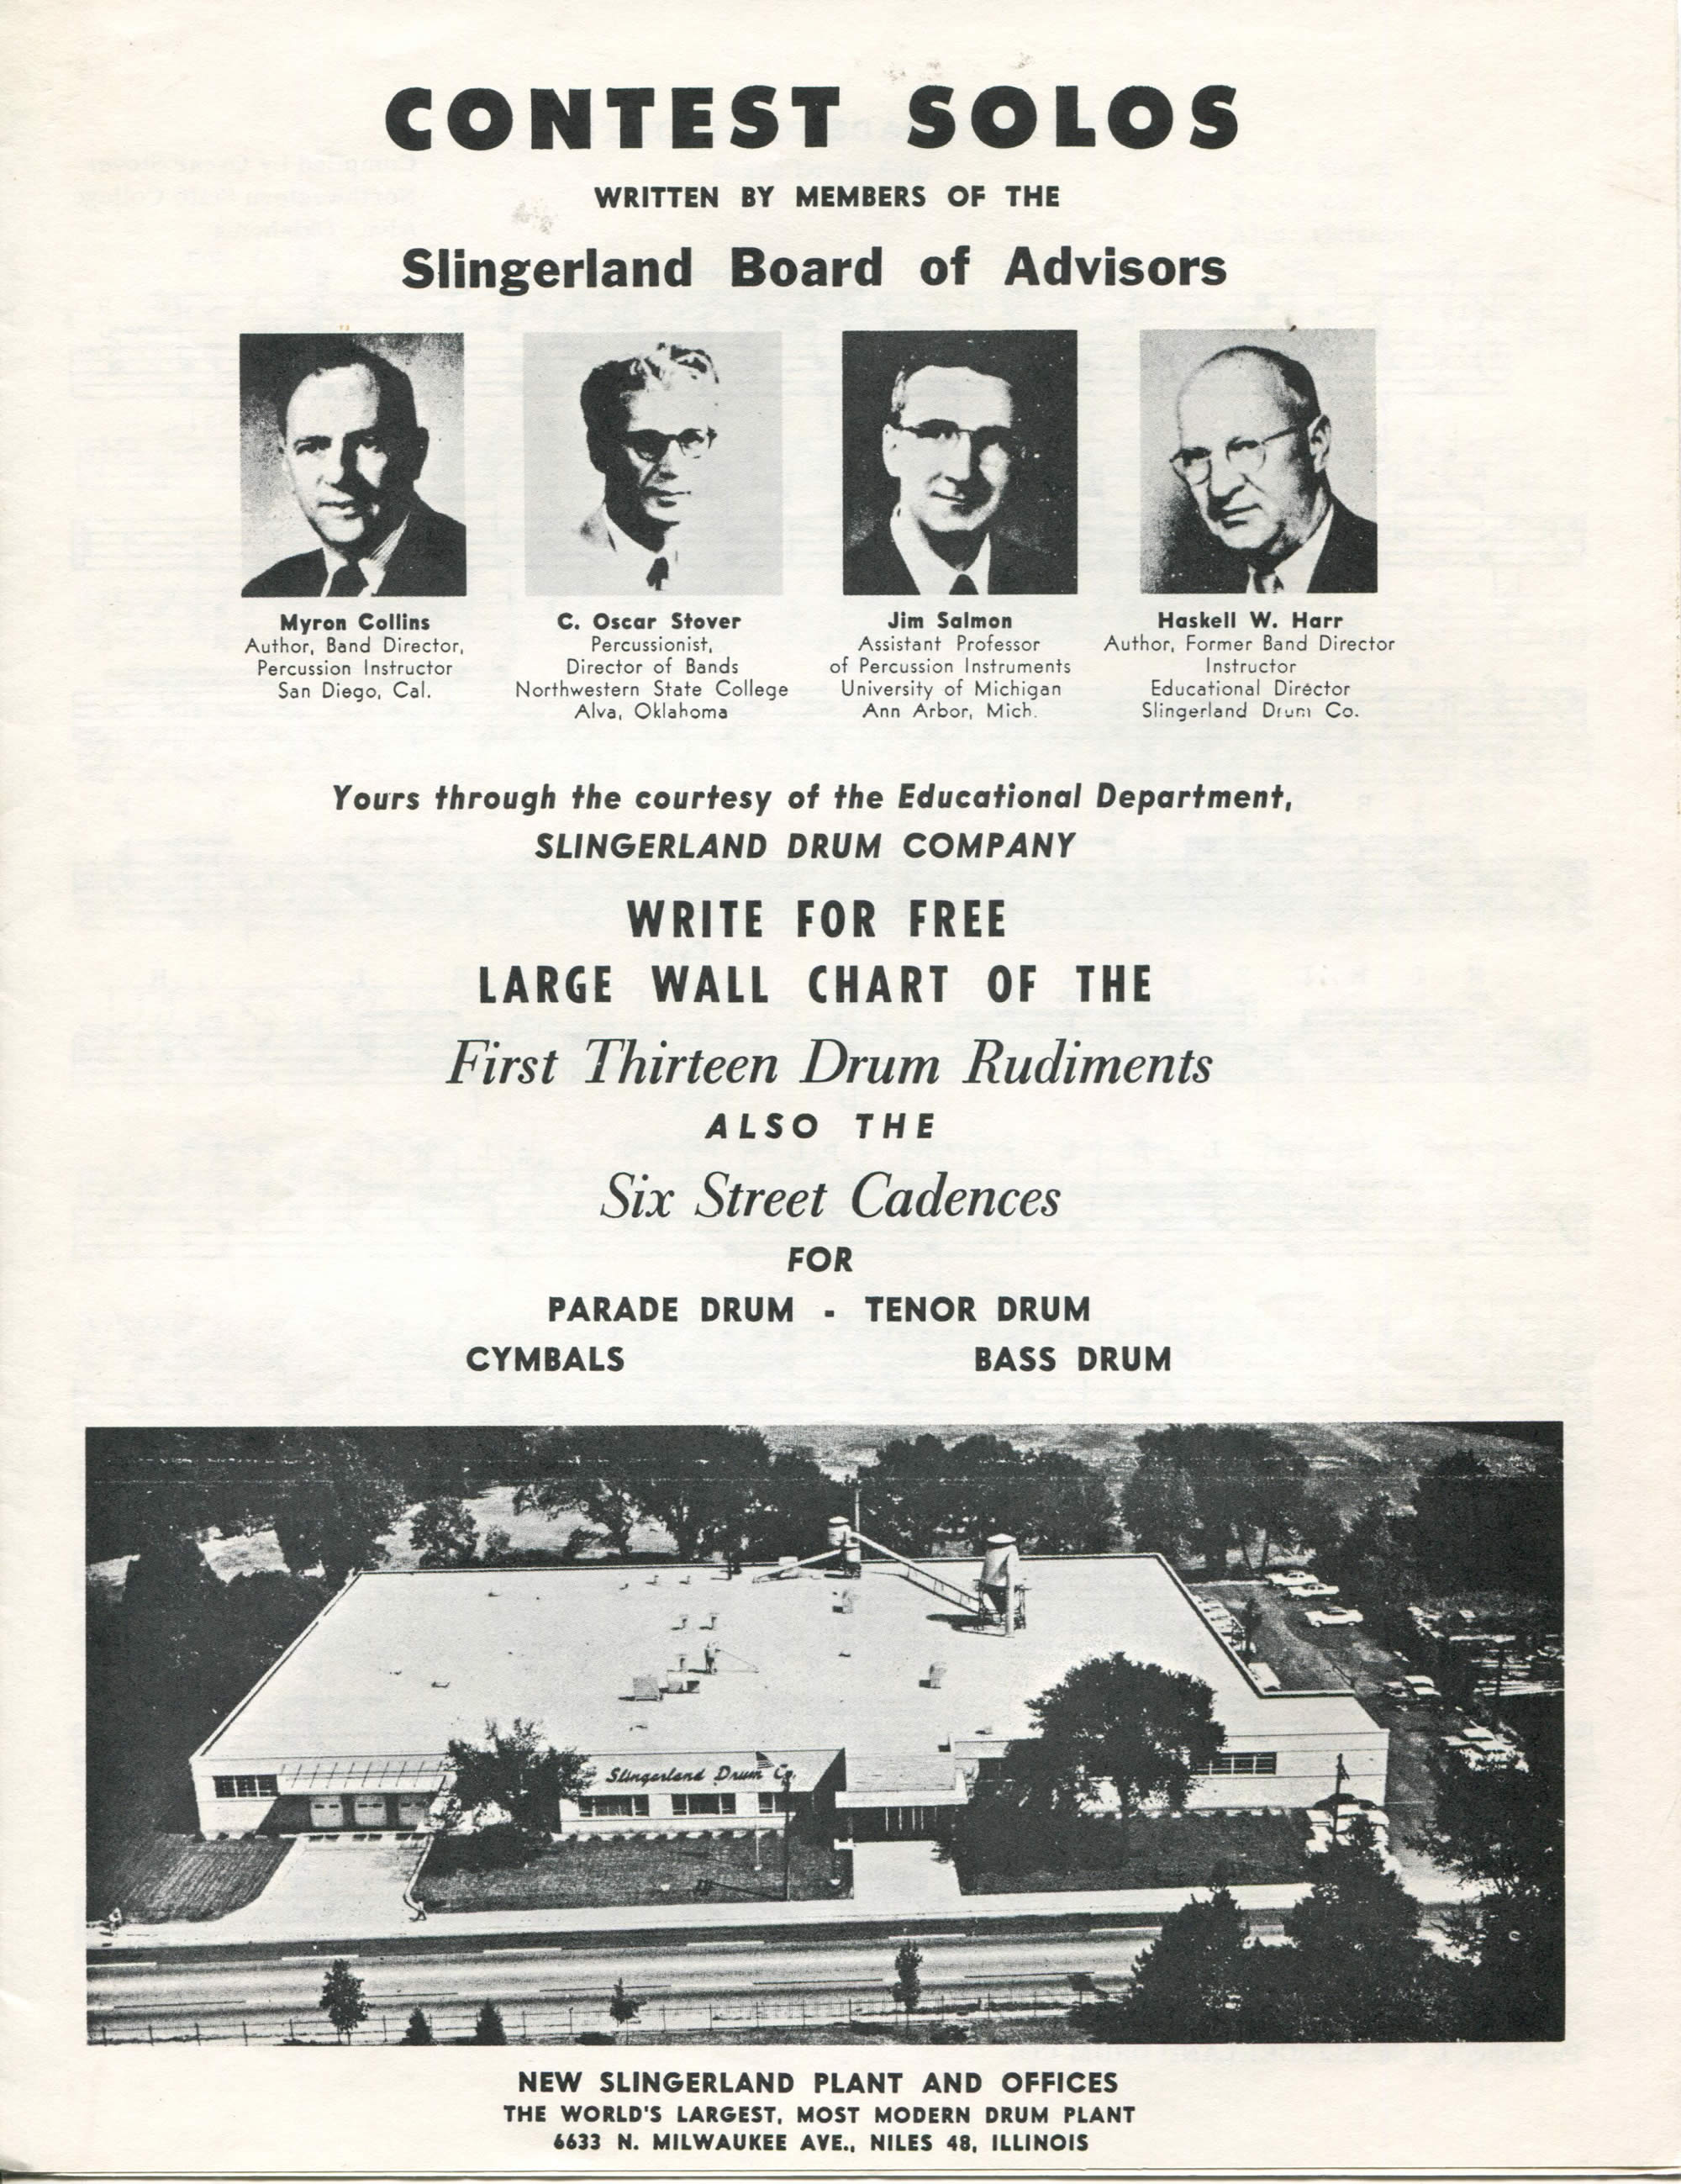 CONTEST SOLOS
WRITTEN BY MEMBERS OF THE
Slingerland Board of Advisors
Myron Collins
Author, Band Director,
Percussion Instructor
San Diego, Cal.
C. Oscar Stover
Percussionist,
Director of Bands
Northwestern State College
Alva, Oklahoma
Jim Salmon
Assistant Professor
of Percussion Instruments
University of Michigan
Ann Arbor, Mich.
Haskell W. Harr
Author, Former Band Director
Instructor
Educational Director
Slingerland Drum Co.
Yours through the courtesy of the Educational Department,
SLINGERLAND DRUM COMPANY
WRITE FOR FREE
LARGE WALL CHART OF THE
First Thirteen Drum Rudiments
ALSO THE
Six Street Cadences
FOR
PARADE DRUM - TENOR DRUM
CYMBALS BASS DRUM
Slingerland Drum Co.
NEW SLINGERLAND PLANT AND OFFICES
THE WORLD'S LARGEST, MOST MODERN DRUM PLANT
6633 N. MILWAUKEE AVE., NILES 48, ILLINOIS